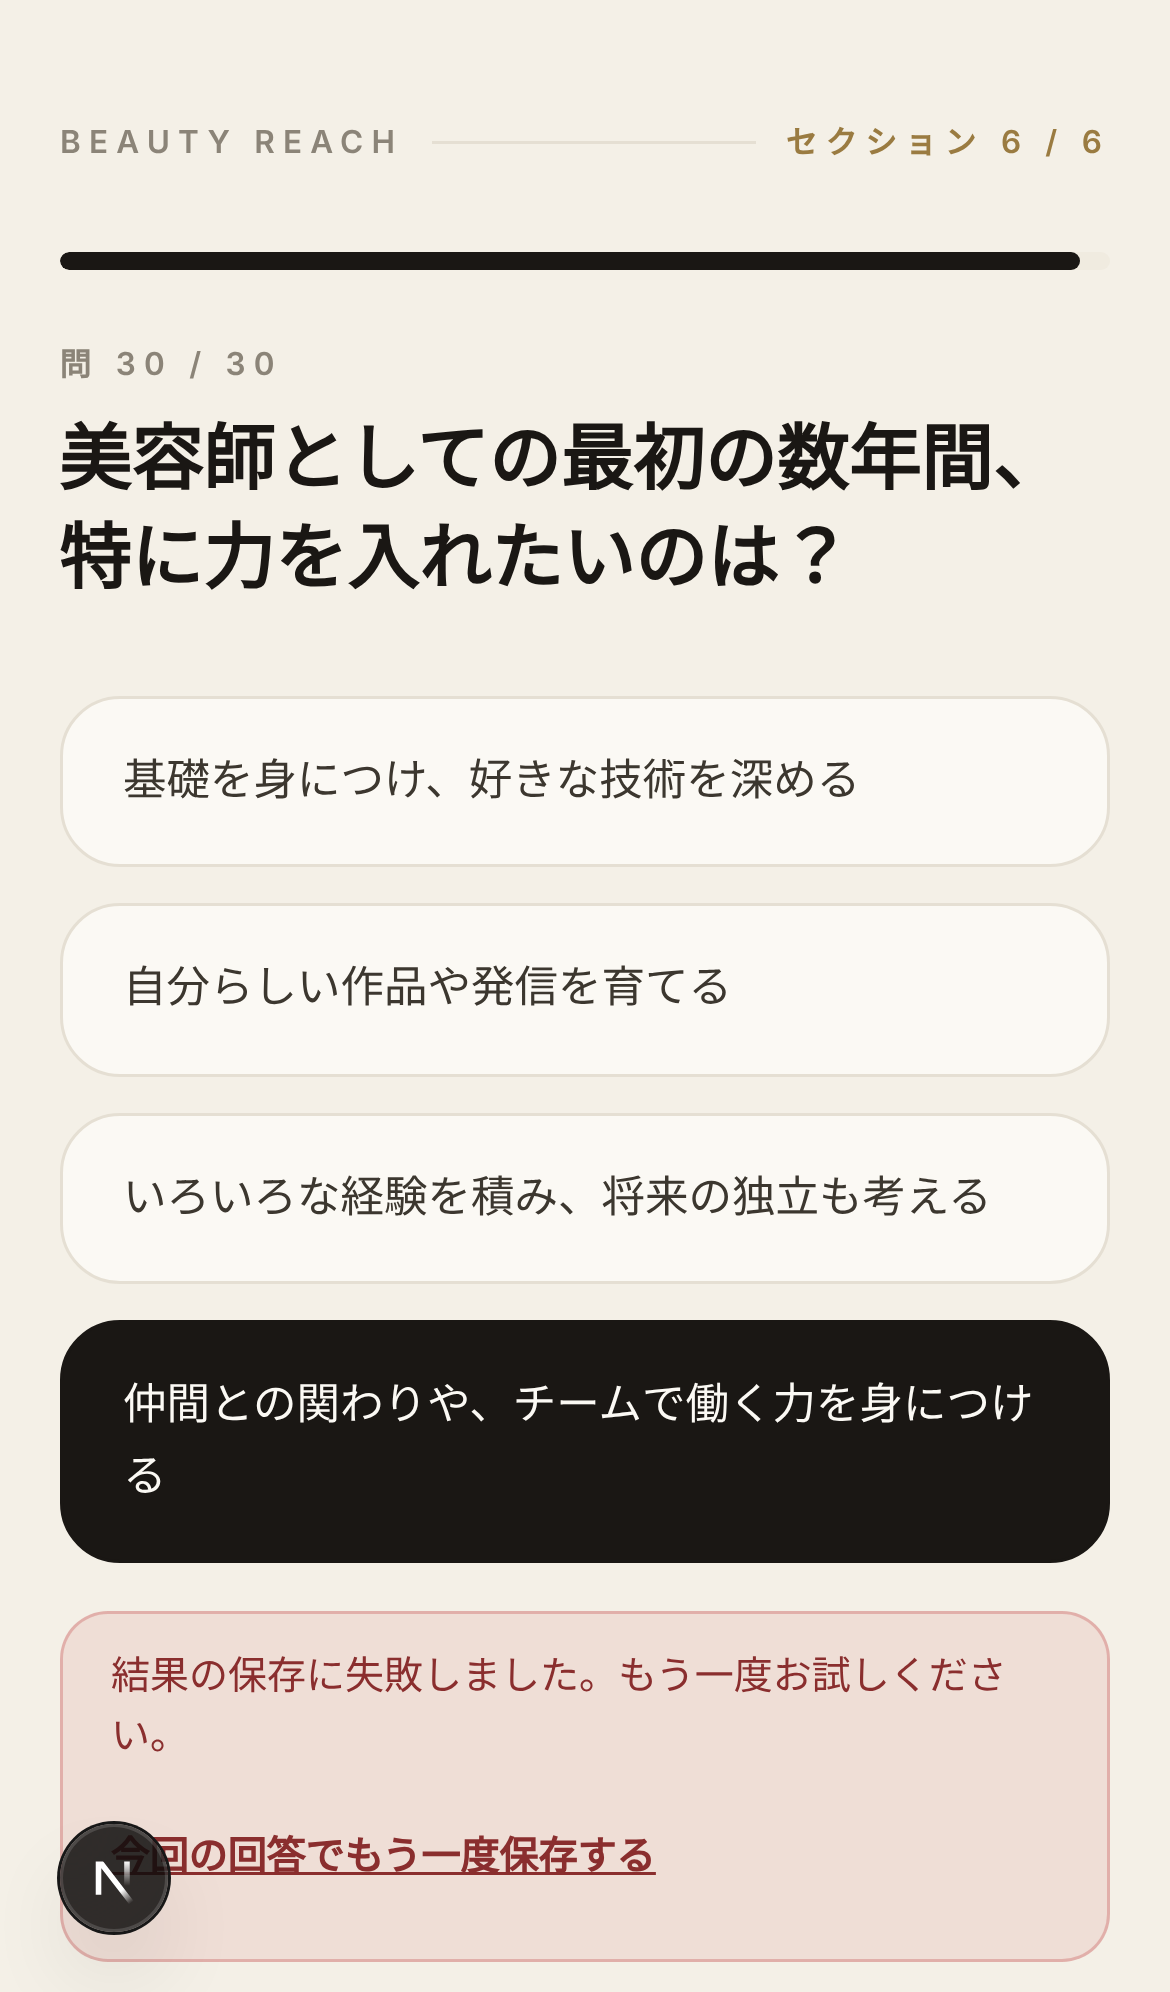 BEAUTY REACH
セクション 6 / 6
問 30 / 30
美容師としての最初の数年間、
特に力を入れたいのは？
基礎を身につけ、好きな技術を深める
自分らしい作品や発信を育てる
いろいろな経験を積み、将来の独立も考える
仲間との関わりや、チームで働く力を身につけ
る
結果の保存に失敗しました。もう一度お試しくださ
い。
今回の回答でもう一度保存する
N